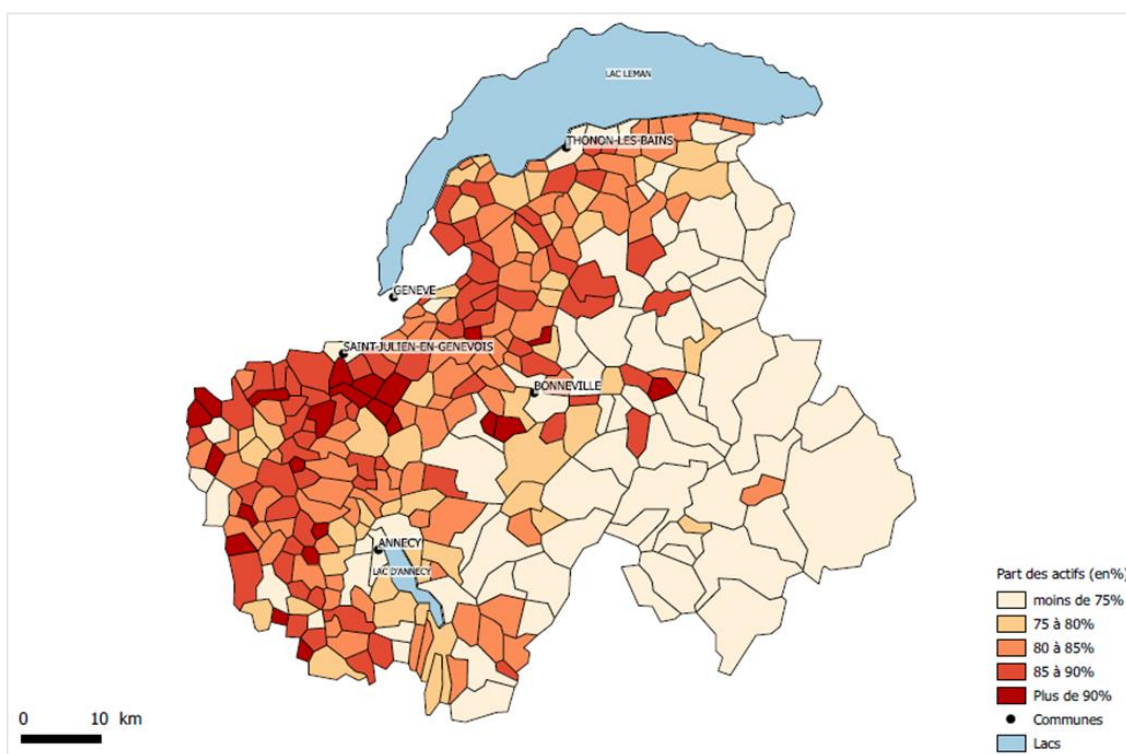 LAC LEMAN
THONON-LES-BAINS
GENEVE
SAINT-JULIEN-EN-GENEVOIS
BONNEVILLE
ANNECY
LAC D'ANNECY
Part des actifs (en%)
moins de 75%
75 à 80%
80 à 85%
85 à 90%
Plus de 90%
Communes
Lacs
0 10 km